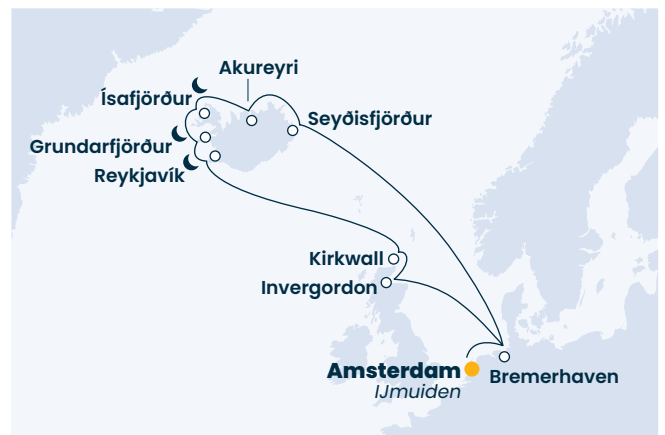 Akureyri
Ísafjörður
Seyðisfjörður
Grundarfjörður
Reykjavík
Kirkwall
Invergordon
Amsterdam
IJmuiden
Bremerhaven